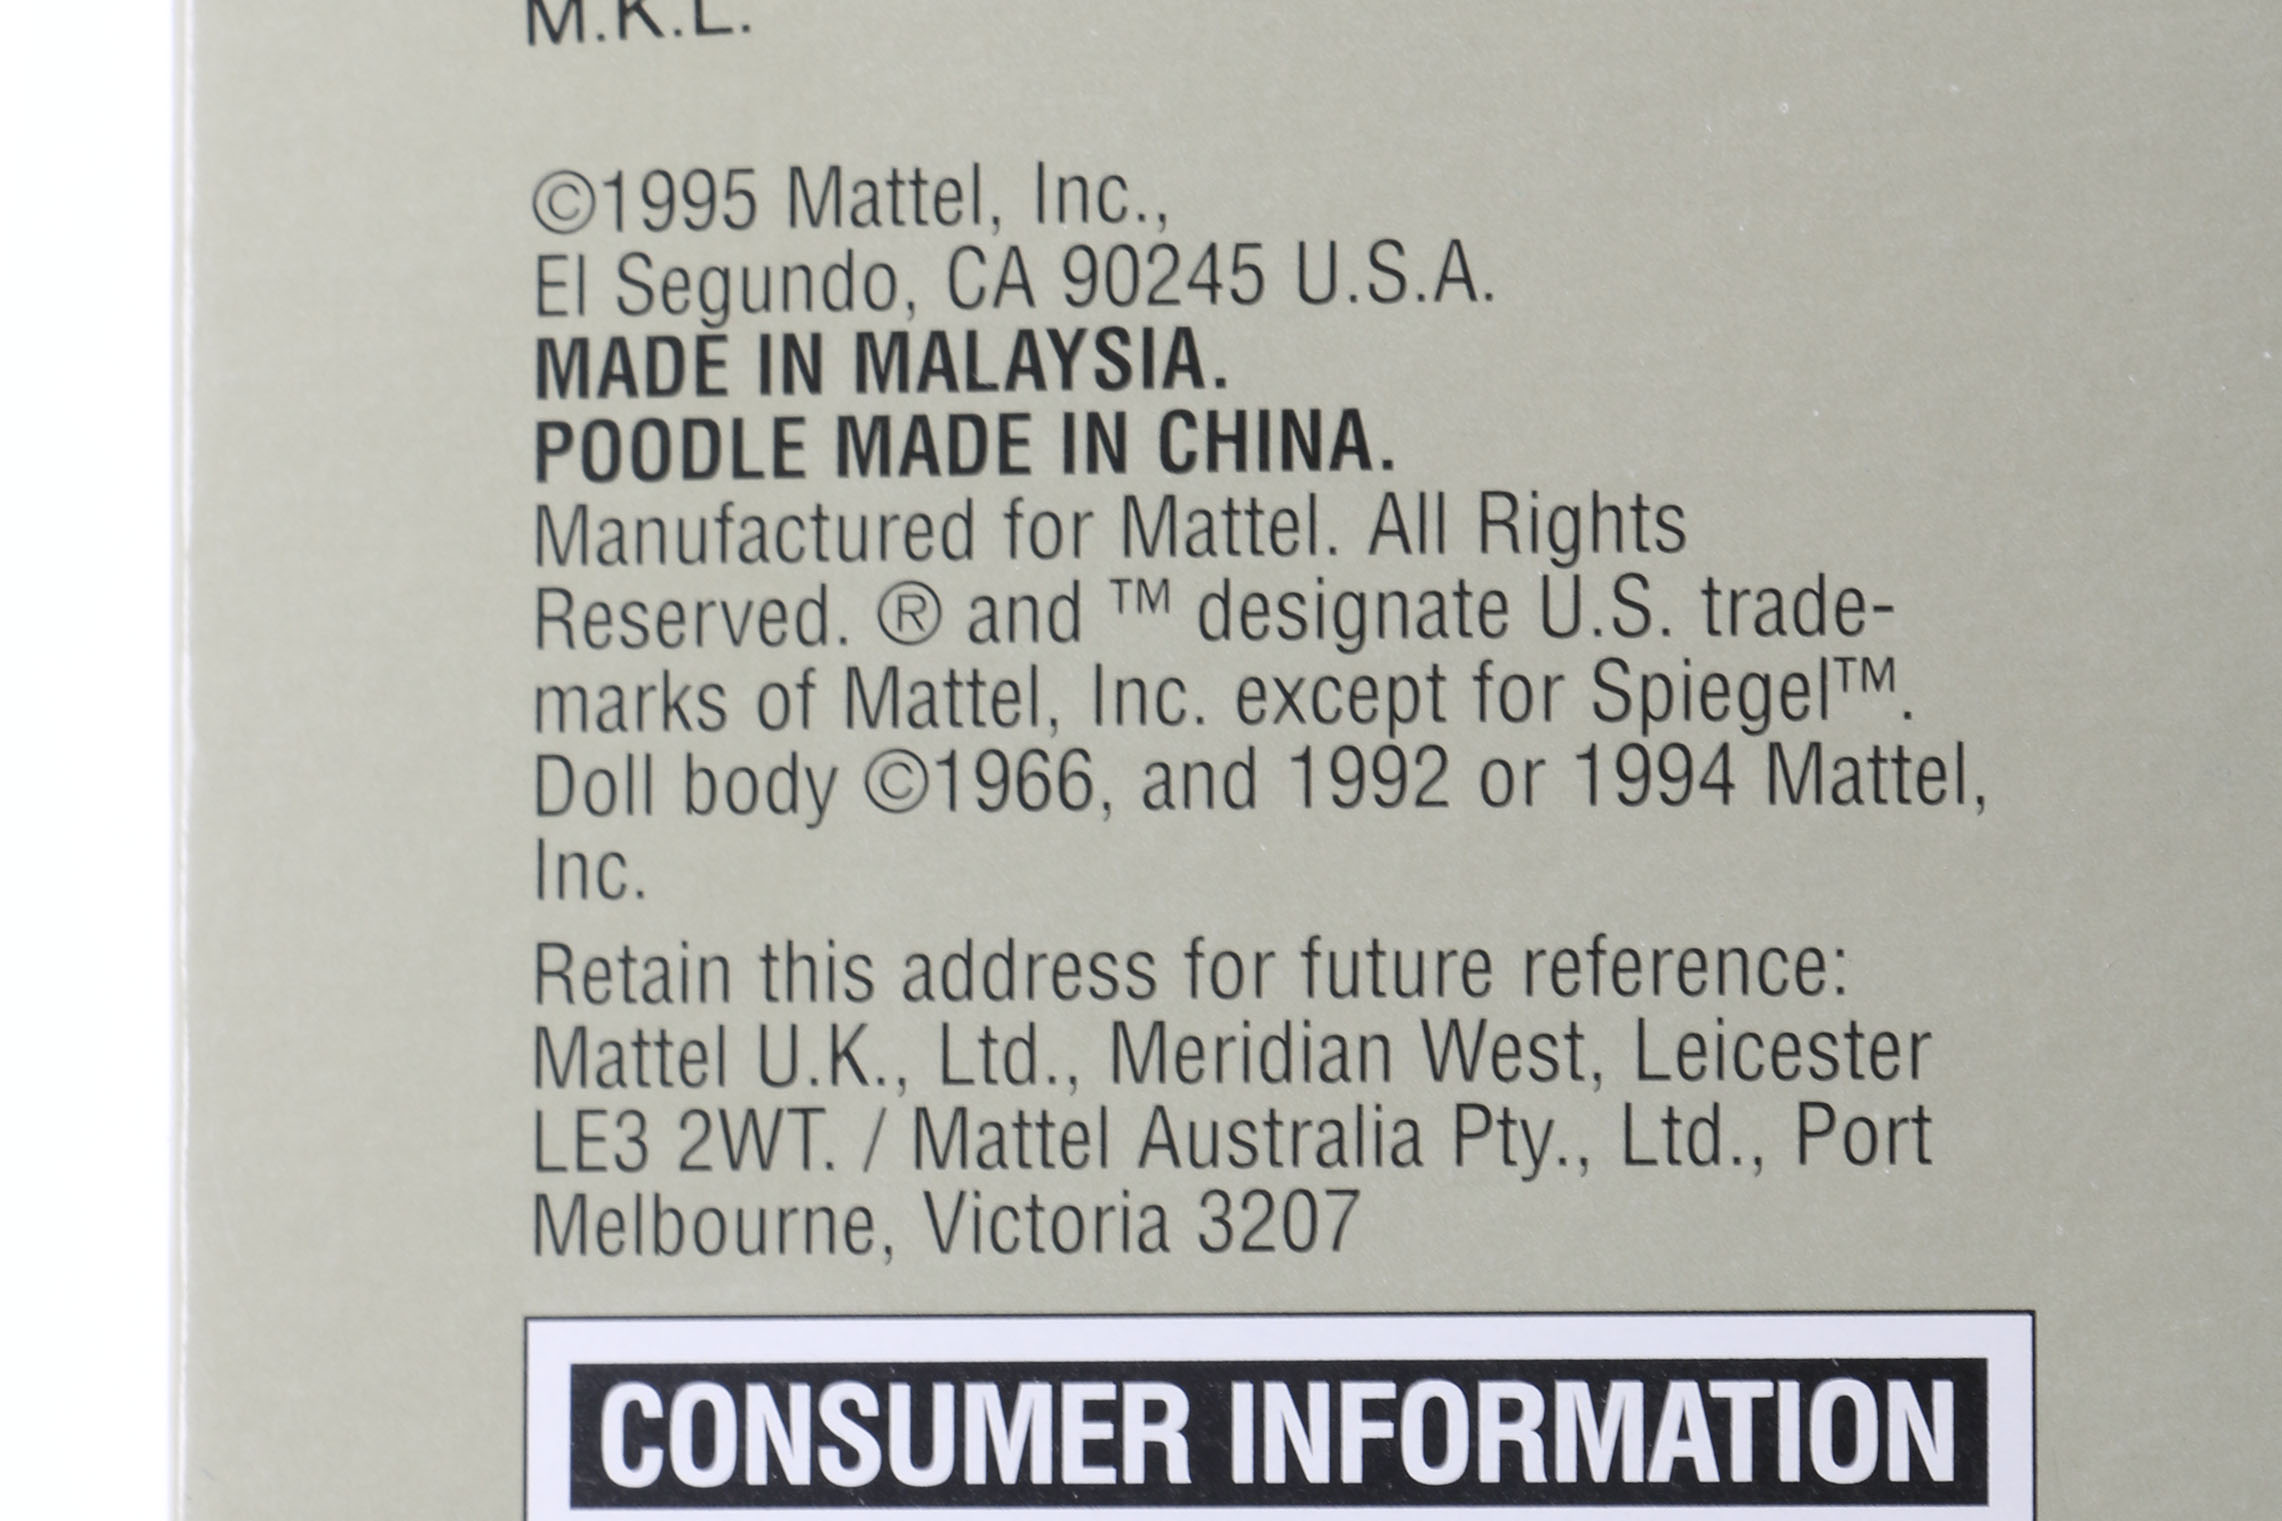 M.K.L.
©1995 Mattel, Inc.,
El Segundo, CA 90245 U.S.A.
MADE IN MALAYSIA.
POODLE MADE IN CHINA.
Manufactured for Mattel. All Rights
Reserved. ® and ™ designate U.S. trade-
marks of Mattel, Inc. except for Spiegel™.
Doll body ©1966, and 1992 or 1994 Mattel,
Inc.
Retain this address for future reference:
Mattel U.K., Ltd., Meridian West, Leicester
LE3 2WT. / Mattel Australia Pty., Ltd., Port
Melbourne, Victoria 3207
CONSUMER INFORMATION